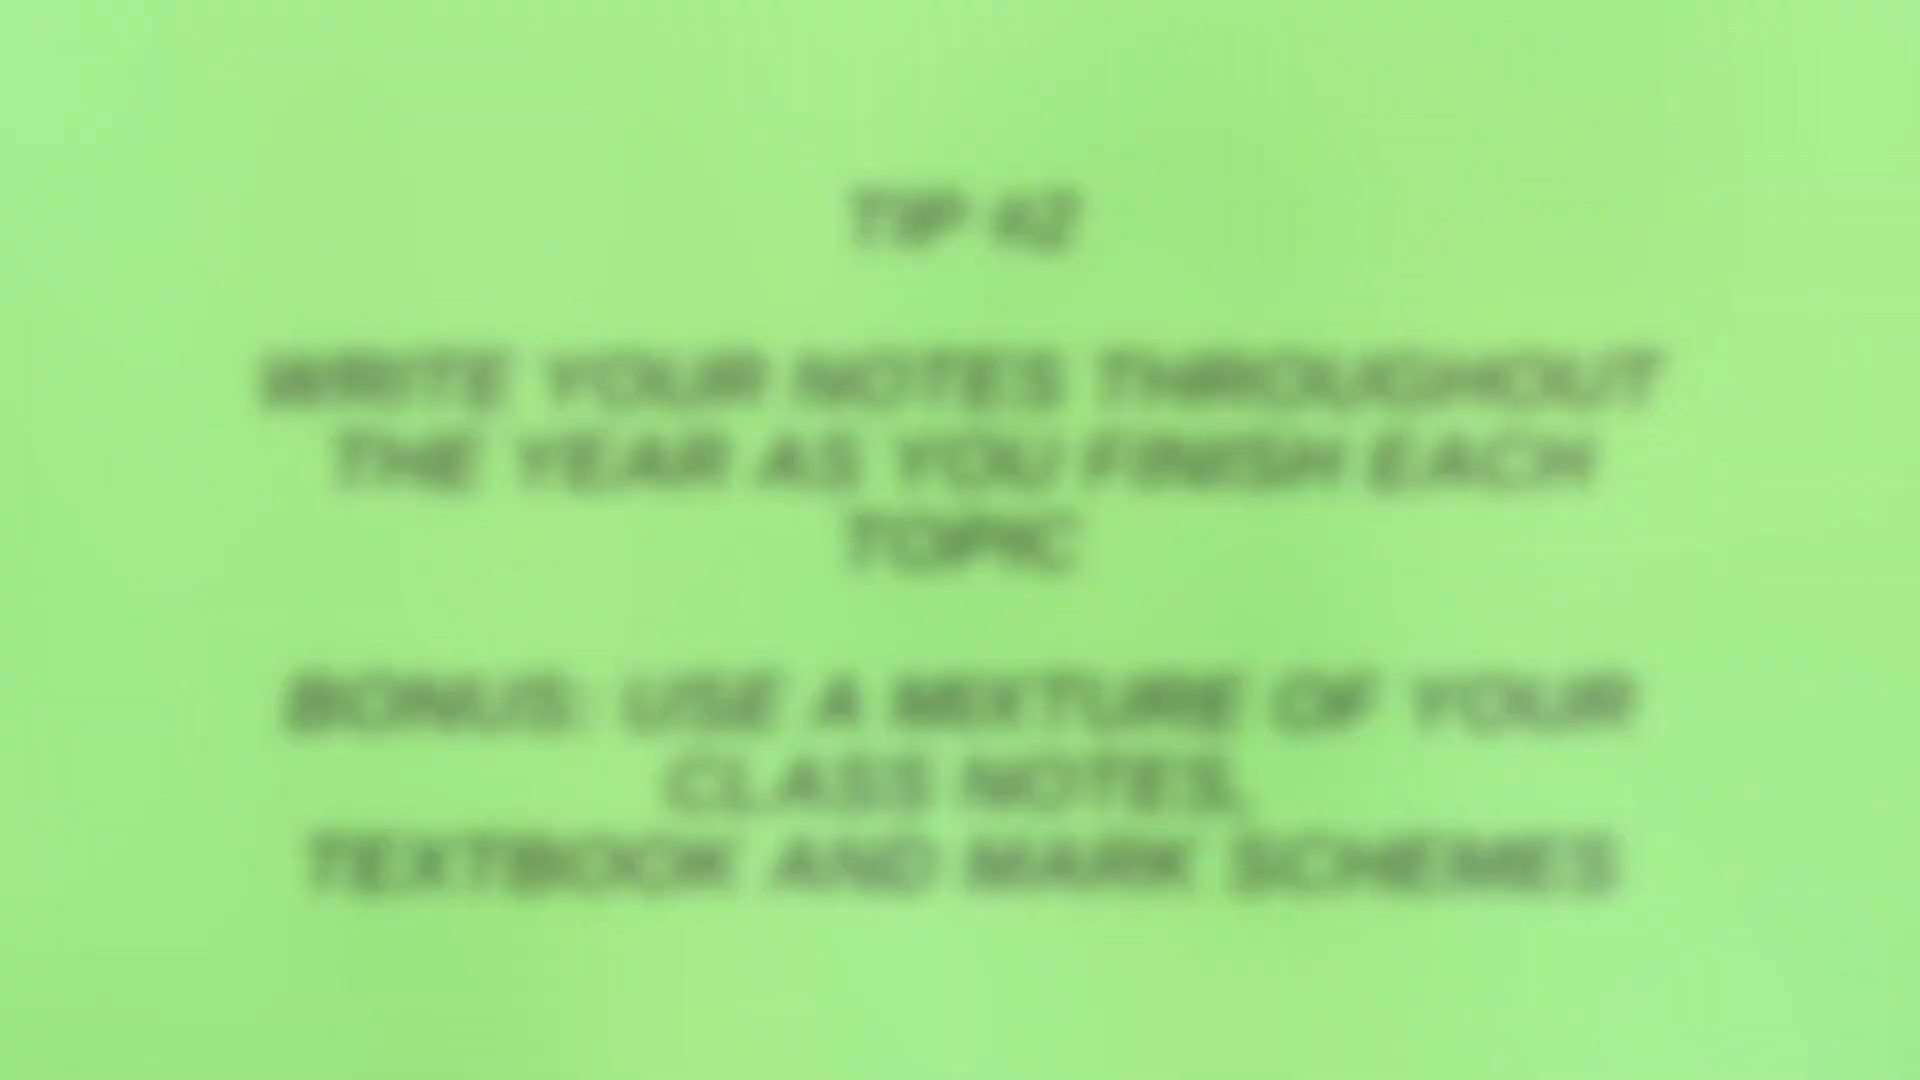 TIP #2
WRITE YOUR NOTES THROUGHOUT
THE YEAR AS YOU FINISH EACH
TOPIC
BONUS: USE A MIXTURE OF YOUR
CLASS NOTES,
TEXTBOOK AND MARK SCHEMES